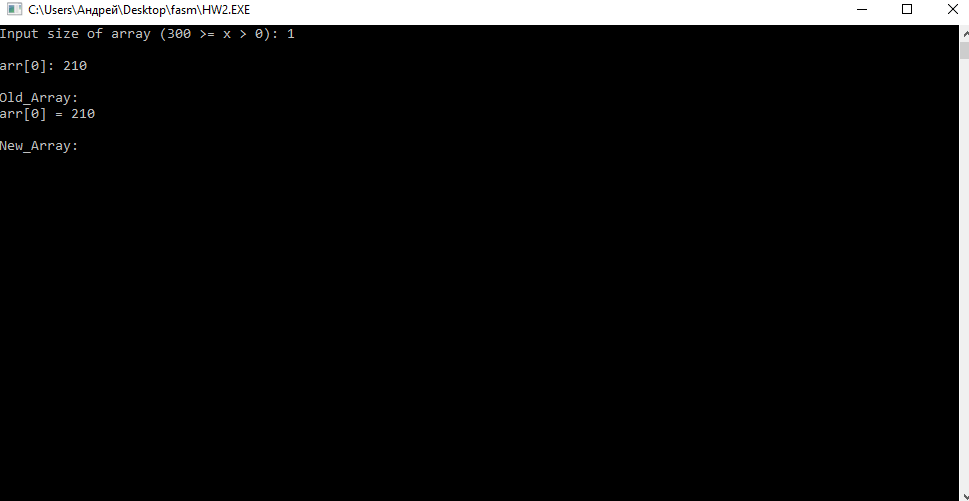 C:\Users\Андрей\Desktop\fasm\HW2.EXE
Input size of array (300 >= x > 0): 1
arr[0]: 210
Old_Array:
arr[0] = 210
New_Array: